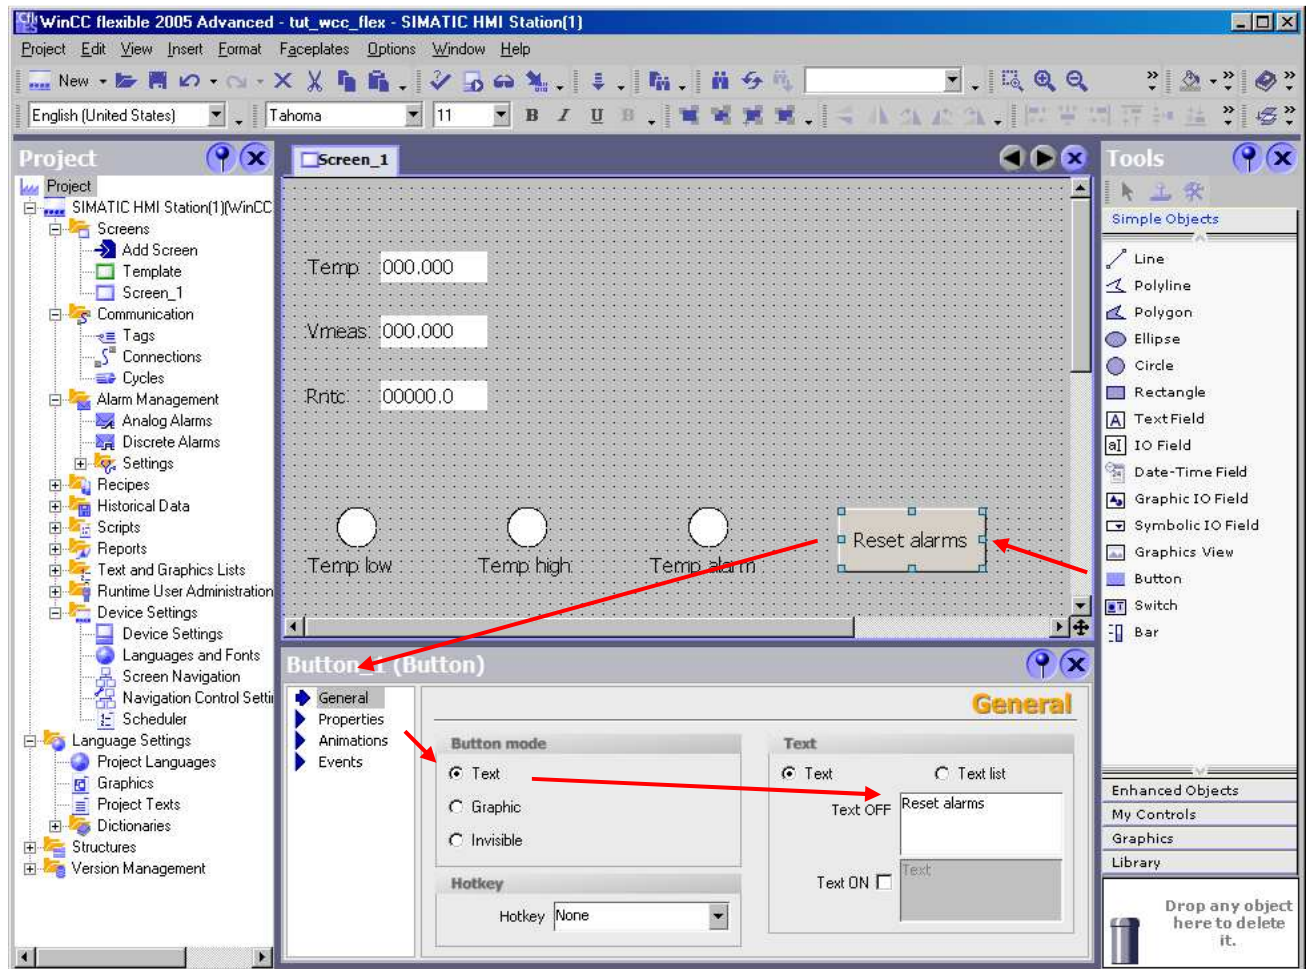 WinCC flexible 2005 Advanced - tut_wcc_flex - SIMATIC HMI Station(1)
Project Edit View Insert Format Faceplates Options Window Help
New
English (United States) Tahoma 11 B I U B
Project
Project
SIMATIC HMI Station(1)(WinCC
Screens
Add Screen
Template
Screen_1
Communication
Tags
Connections
Cycles
Alarm Management
Analog Alarms
Discrete Alarms
Settings
Recipes
Historical Data
Scripts
Reports
Text and Graphics Lists
Runtime User Administration
Device Settings
Device Settings
Languages and Fonts
Screen Navigation
Navigation Control Settin
Scheduler
Language Settings
Project Languages
Graphics
Project Texts
Dictionaries
Structures
Version Management
Screen_1
Temp 000.000
Vmeas 000.000
Rntc 00000.0
Temp low
Temp high
Temp alarm
Reset alarms
Button_1 (Button)
General
Properties
Animations
Events
General
Button mode
Text
Graphic
Invisible
Hotkey
Hotkey None
Text
Text Text list
Text OFF Reset alarms
Text ON Text
Tools
Simple Objects
Line
Polyline
Polygon
Ellipse
Circle
Rectangle
A TextField
aI IO Field
Date-Time Field
Graphic IO Field
Symbolic IO Field
Graphics View
Button
Switch
Bar
Enhanced Objects
My Controls
Graphics
Library
Drop any object
here to delete
it.